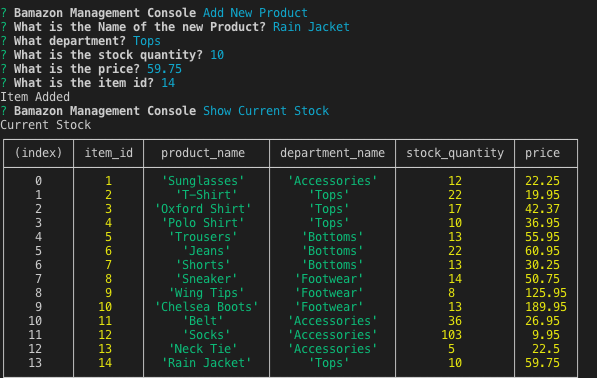 ? Bamazon Management Console Add New Product
? What is the Name of the new Product? Rain Jacket
? What department? Tops
? What is the stock quantity? 10
? What is the price? 59.75
? What is the item id? 14
Item Added
? Bamazon Management Console Show Current Stock
Current Stock
(index) item_id product_name department_name stock_quantity price
0 1 'Sunglasses' 'Accessories' 12 22.25
1 2 'T-Shirt' 'Tops' 22 19.95
2 3 'Oxford Shirt' 'Tops' 17 42.37
3 4 'Polo Shirt' 'Tops' 10 36.95
4 5 'Trousers' 'Bottoms' 13 55.95
5 6 'Jeans' 'Bottoms' 22 60.95
6 7 'Shorts' 'Bottoms' 13 30.25
7 8 'Sneaker' 'Footwear' 14 50.75
8 9 'Wing Tips' 'Footwear' 8 125.95
9 10 'Chelsea Boots' 'Footwear' 13 189.95
10 11 'Belt' 'Accessories' 36 26.95
11 12 'Socks' 'Accessories' 103 9.95
12 13 'Neck Tie' 'Accessories' 5 22.5
13 14 'Rain Jacket' 'Tops' 10 59.75